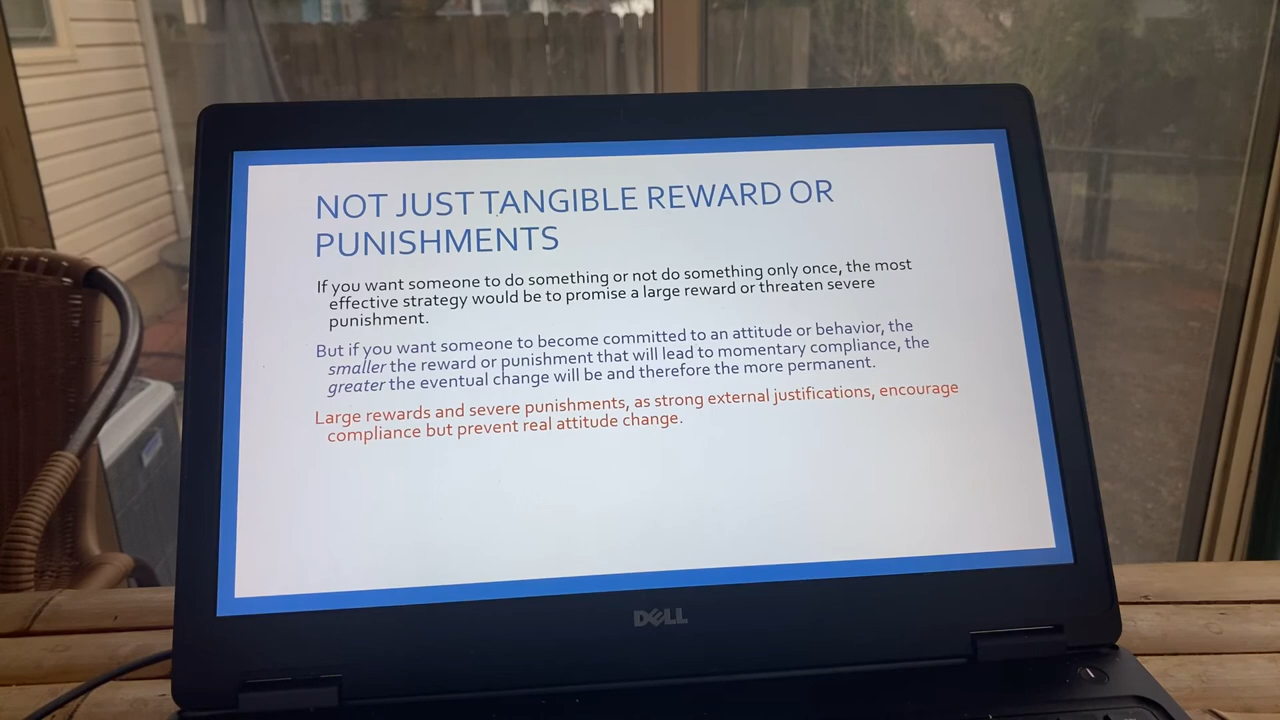 NOT JUST TANGIBLE REWARD OR
PUNISHMENTS
If you want someone to do something or not do something only once, the most
effective strategy would be to promise a large reward or threaten severe
punishment.
But if you want someone to become committed to an attitude or behavior, the
smaller the reward or punishment that will lead to momentary compliance, the
greater the eventual change will be and therefore the more permanent.
Large rewards and severe punishments, as strong external justifications, encourage
compliance but prevent real attitude change.
DELL